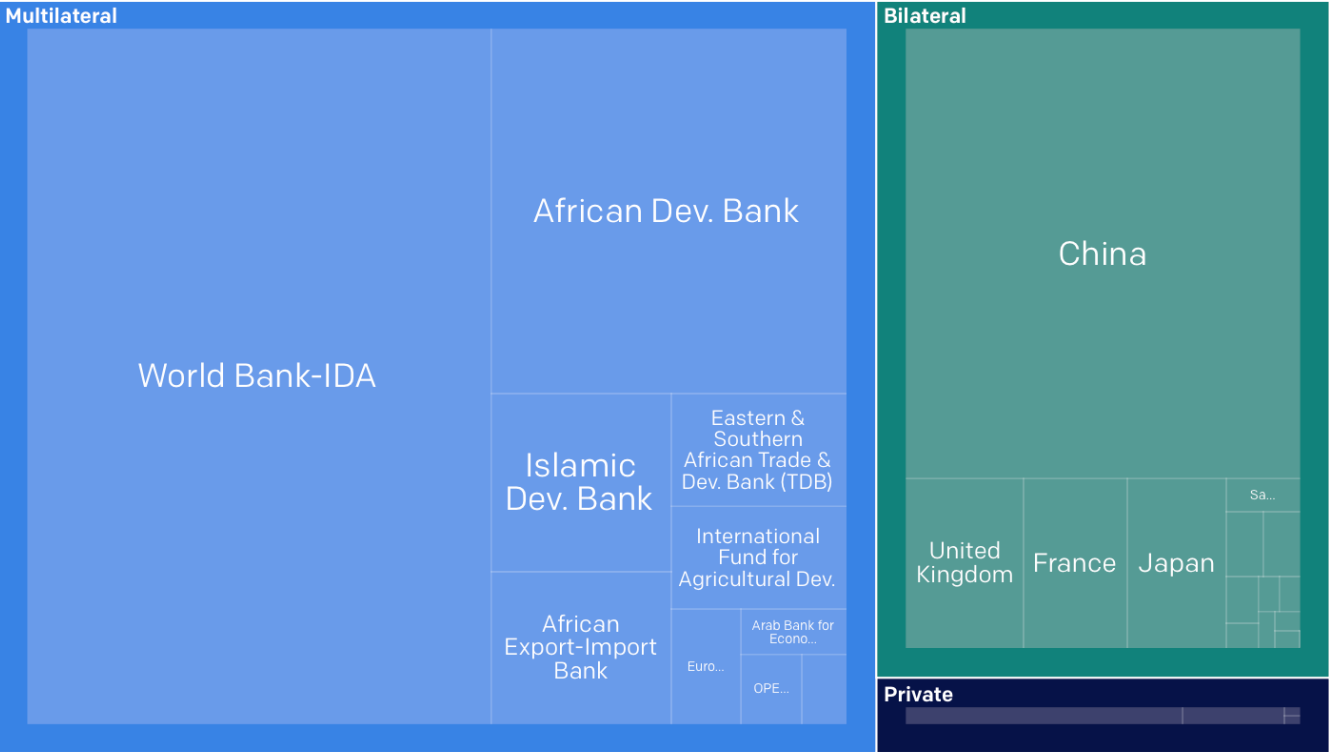 Multilateral
World Bank-IDA
African Dev. Bank
Islamic
Dev. Bank
African
Export-Import
Bank
Eastern &
Southern
African Trade &
Dev. Bank (TDB)
International
Fund for
Agricultural Dev.
Euro...
Arab Bank for
Econo...
OPE...
Bilateral
China
United
Kingdom
France
Japan
Sa...
Private